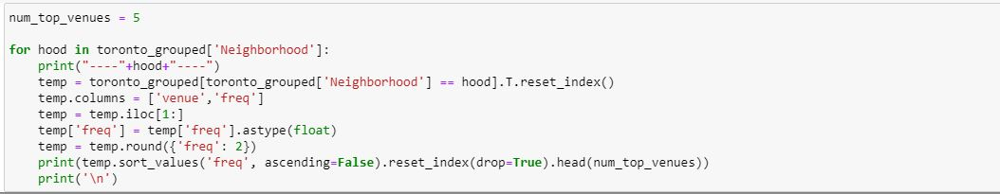 num_top_venues = 5
for hood in toronto_grouped['Neighborhood']:
    print("----"+hood+"----")
    temp = toronto_grouped[toronto_grouped['Neighborhood'] == hood].T.reset_index()
    temp.columns = ['venue','freq']
    temp = temp.iloc[1:]
    temp['freq'] = temp['freq'].astype(float)
    temp = temp.round({'freq': 2})
    print(temp.sort_values('freq', ascending=False).reset_index(drop=True).head(num_top_venues))
    print('\n')